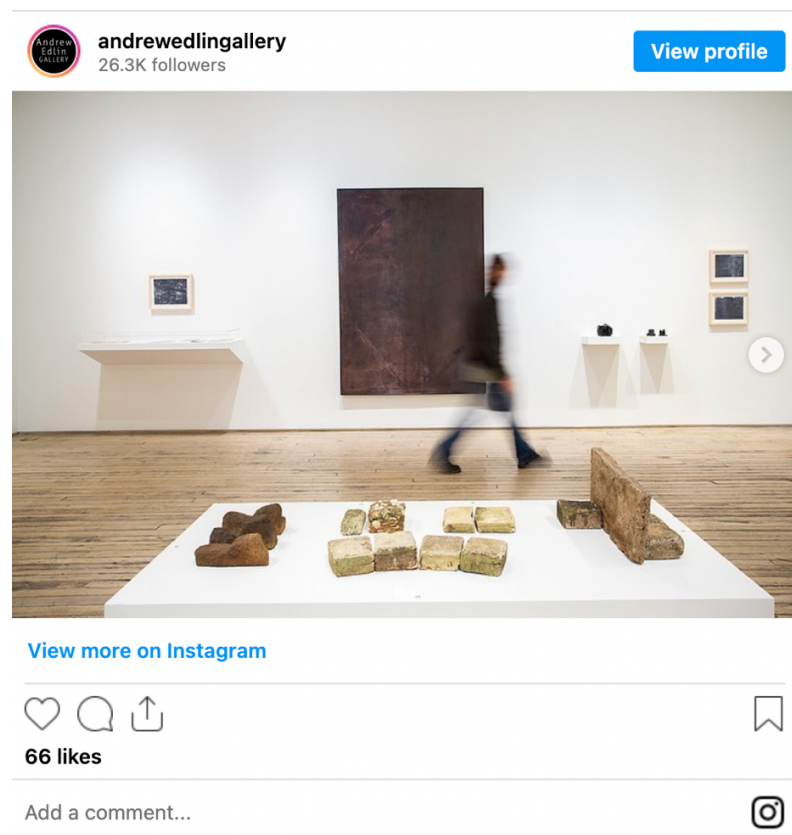 Andrew
Edlin
GALLERY
andrewedlingallery
26.3K followers
View profile
View more on Instagram
66 likes
Add a comment...